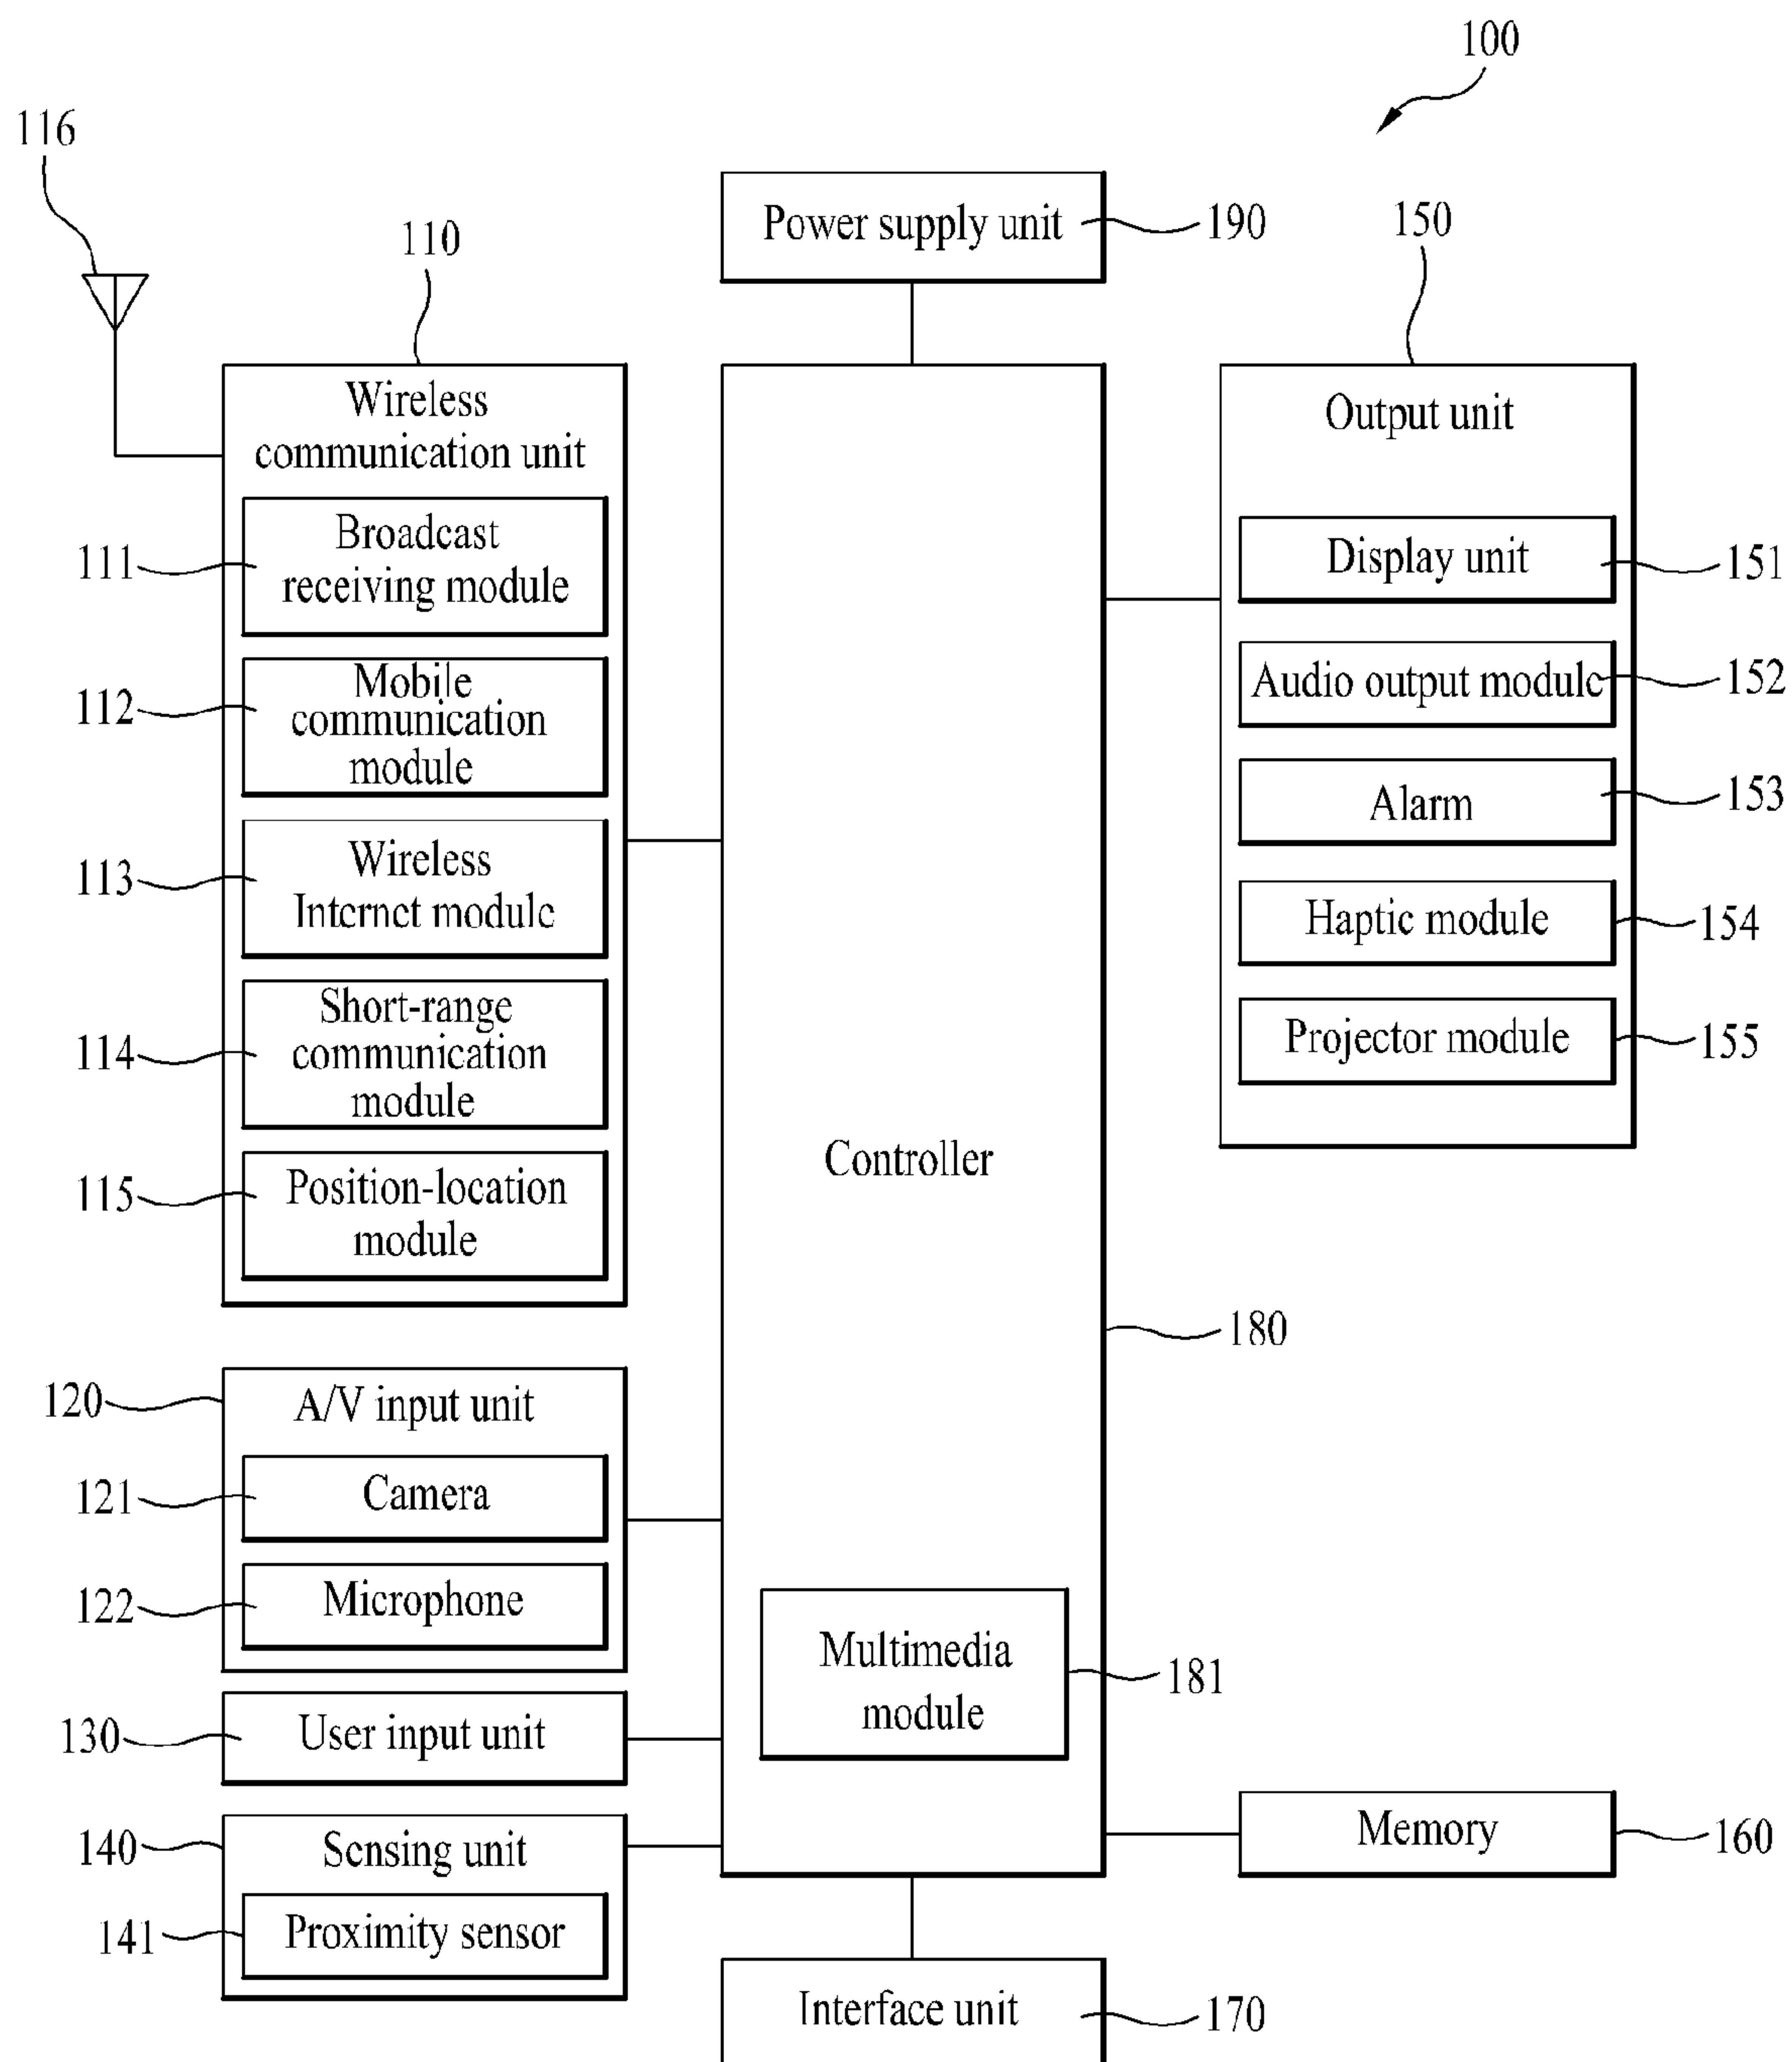 100
116
110
Power supply unit
190
150
Wireless
communication unit
Output unit
111
Broadcast
receiving module
Display unit
151
112
Mobile
communication
module
Audio output module
152
113
Wireless
Internet module
Alarm
153
Haptic module
154
114
Short-range
communication
module
Projector module
155
115
Position-location
module
Controller
180
120
A/V input unit
121
Camera
122
Microphone
Multimedia
module
181
130
User input unit
140
Sensing unit
Memory
160
141
Proximity sensor
Interface unit
170